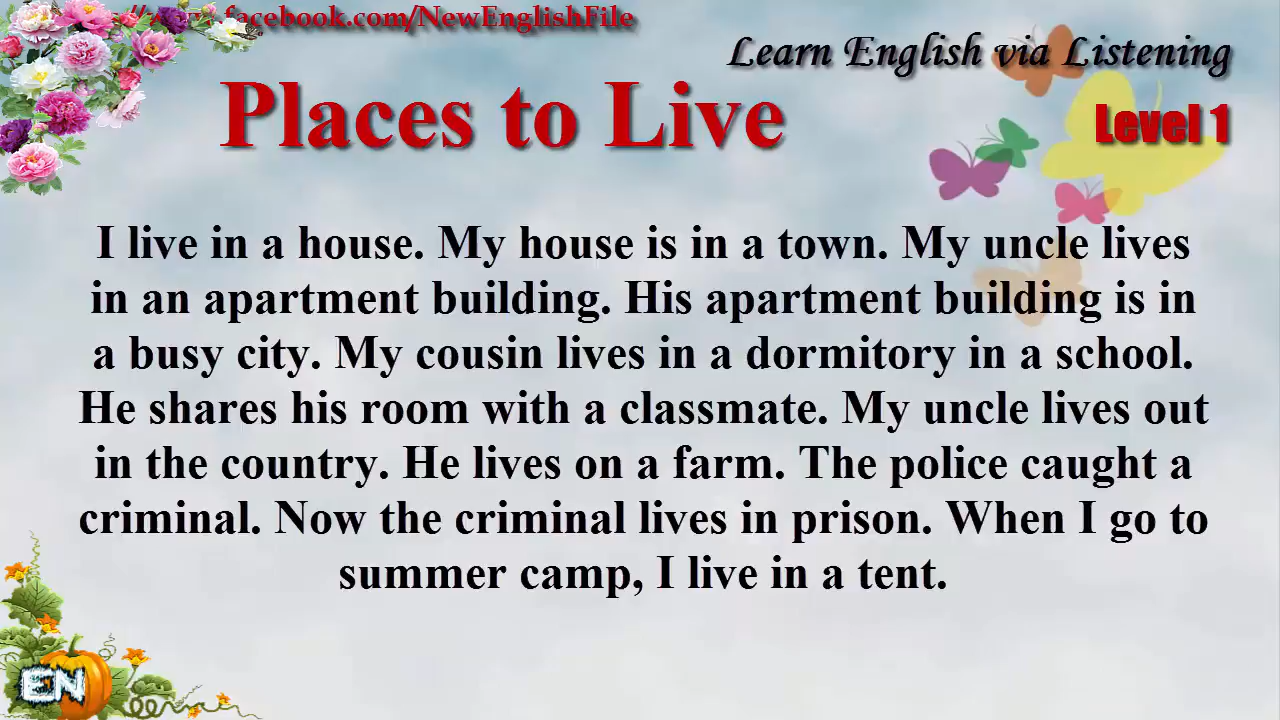 www.facebook.com/NewEnglishFile
Learn English via Listening
Places to Live
Level 1
I live in a house. My house is in a town. My uncle lives
in an apartment building. His apartment building is in
a busy city. My cousin lives in a dormitory in a school.
He shares his room with a classmate. My uncle lives out
in the country. He lives on a farm. The police caught a
criminal. Now the criminal lives in prison. When I go to
summer camp, I live in a tent.
EN